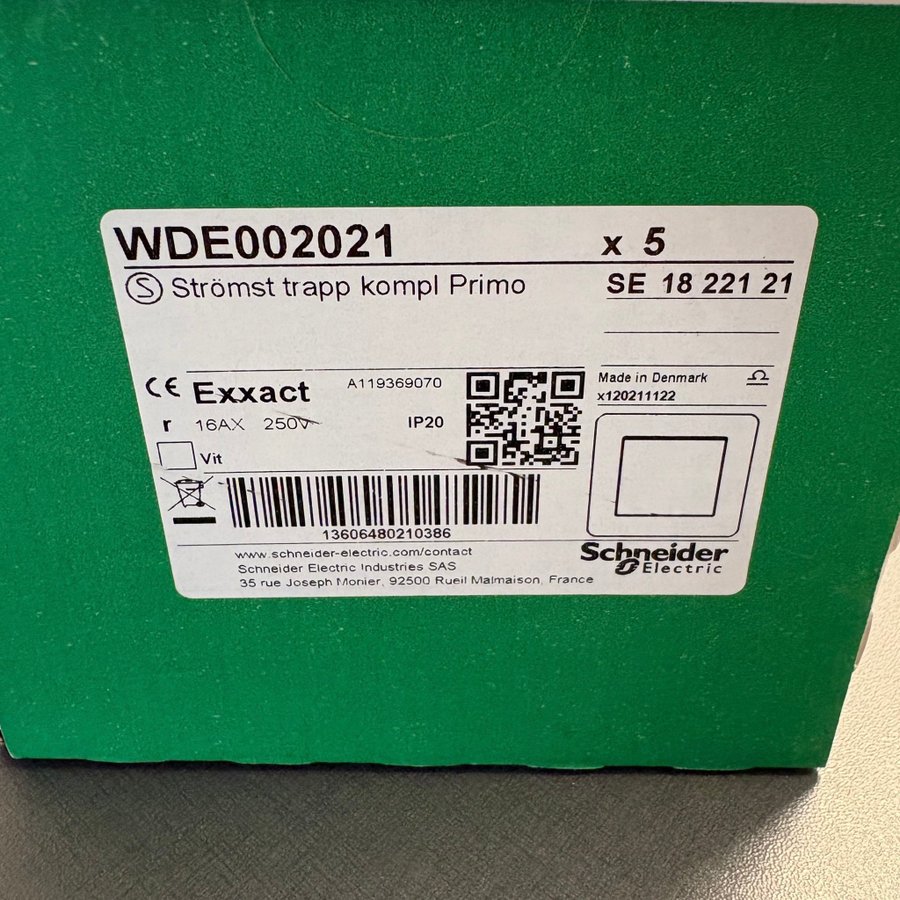 WDE002021 x 5
S Strömst trapp kompl Primo SE 18 221 21
CE Exxact A119369070 Made in Denmark
x120211122
r 16AX 250V IP20
Vit
13606480210386
www.schneider-electric.com/contact
Schneider Electric Industries SAS
35 rue Joseph Monier, 92500 Rueil Malmaison, France
Schneider
Electric